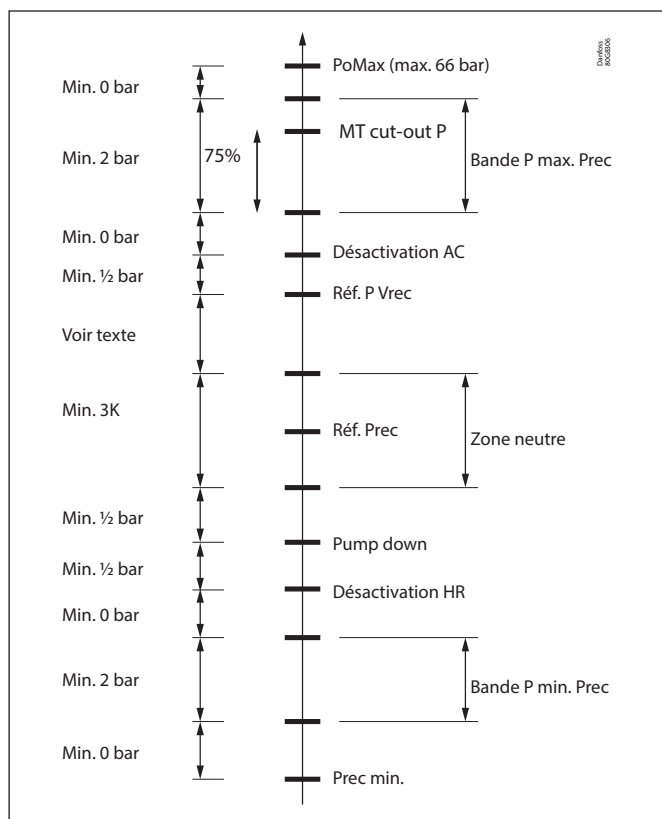 Danfoss
80G8306
PoMax (max. 66 bar)
Min. 0 bar
MT cut-out P
75%
Min. 2 bar
Bande P max. Prec
Min. 0 bar
Désactivation AC
Min. ½ bar
Réf. P Vrec
Voir texte
Min. 3K
Réf. Prec
Zone neutre
Min. ½ bar
Pump down
Min. ½ bar
Désactivation HR
Min. 0 bar
Min. 2 bar
Bande P min. Prec
Min. 0 bar
Prec min.